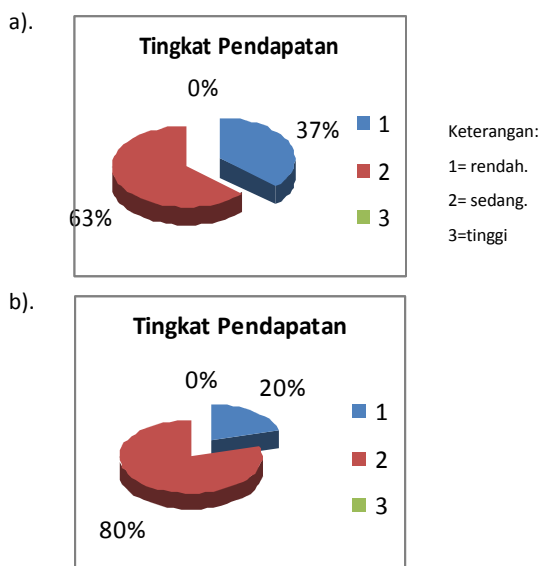 a).
Tingkat Pendapatan
0%
37%
63%
1
2
3
Keterangan:
1= rendah.
2= sedang.
3=tinggi
b).
Tingkat Pendapatan
0%
20%
80%
1
2
3